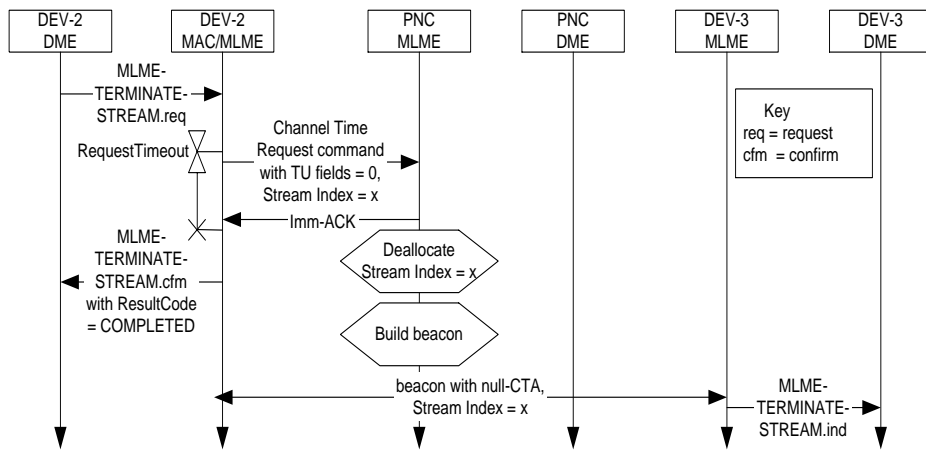 DEV-2
DME
DEV-2
MAC/MLME
PNC
MLME
PNC
DME
DEV-3
MLME
DEV-3
DME
MLME-
TERMINATE-
STREAM.req
Key
req = request
cfm = confirm
RequestTimeout
Channel Time
Request command
with TU fields = 0,
Stream Index = x
Imm-ACK
MLME-
TERMINATE-
STREAM.cfm
with ResultCode
= COMPLETED
Deallocate
Stream Index = x
Build beacon
beacon with null-CTA,
Stream Index = x
MLME-
TERMINATE-
STREAM.ind